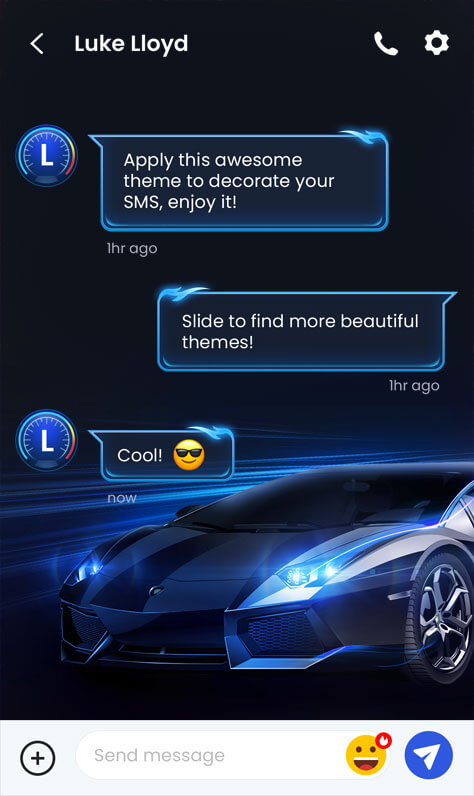 Luke Lloyd
L
Apply this awesome
theme to decorate your
SMS, enjoy it!
1hr ago
Slide to find more beautiful
themes!
1hr ago
L
Cool! 😎
now
Send message